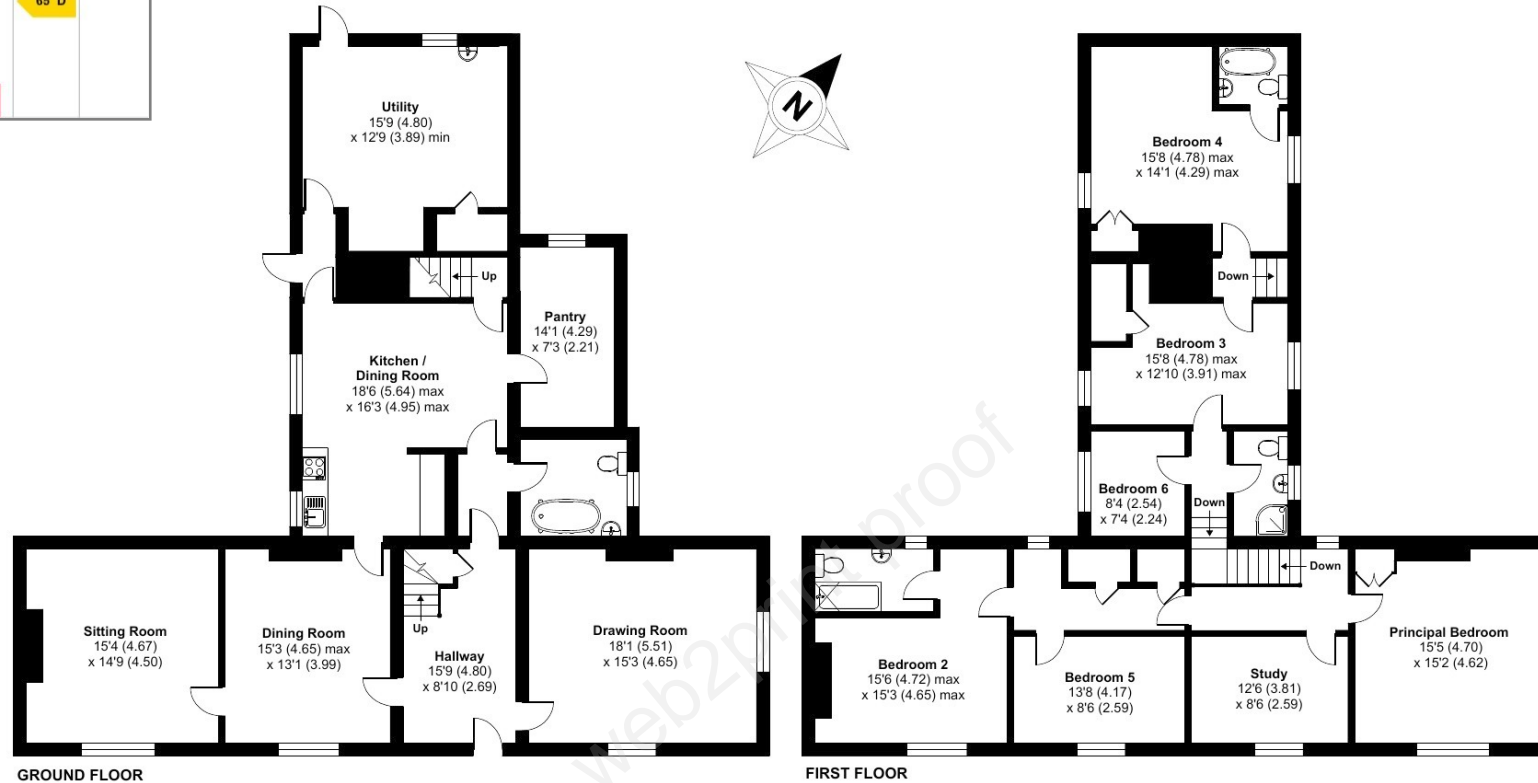 65 D
Utility
15'9 (4.80)
x 12'9 (3.89) min
Up
Pantry
14'1 (4.29)
x 7'3 (2.21)
Kitchen /
Dining Room
18'6 (5.64) max
x 16'3 (4.95) max
Sitting Room
15'4 (4.67)
x 14'9 (4.50)
Dining Room
15'3 (4.65) max
x 13'1 (3.99)
Up
Hallway
15'9 (4.80)
x 8'10 (2.69)
Drawing Room
18'1 (5.51)
x 15'3 (4.65)
GROUND FLOOR
N
Bedroom 4
15'8 (4.78) max
x 14'1 (4.29) max
Down
Bedroom 3
15'8 (4.78) max
x 12'10 (3.91) max
Bedroom 6
8'4 (2.54)
x 7'4 (2.24)
Down
Down
Bedroom 2
15'6 (4.72) max
x 15'3 (4.65) max
Bedroom 5
13'8 (4.17)
x 8'6 (2.59)
Study
12'6 (3.81)
x 8'6 (2.59)
Principal Bedroom
15'5 (4.70)
x 15'2 (4.62)
FIRST FLOOR
web2print proof